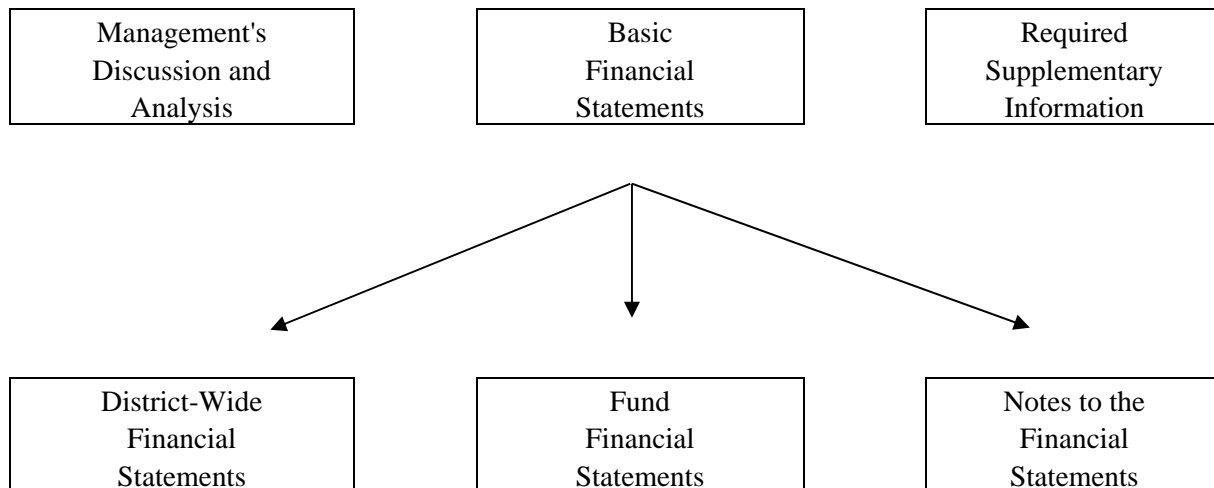 Management's
Discussion and
Analysis
Basic
Financial
Statements
Required
Supplementary
Information
District-Wide
Financial
Statements
Fund
Financial
Statements
Notes to the
Financial
Statements